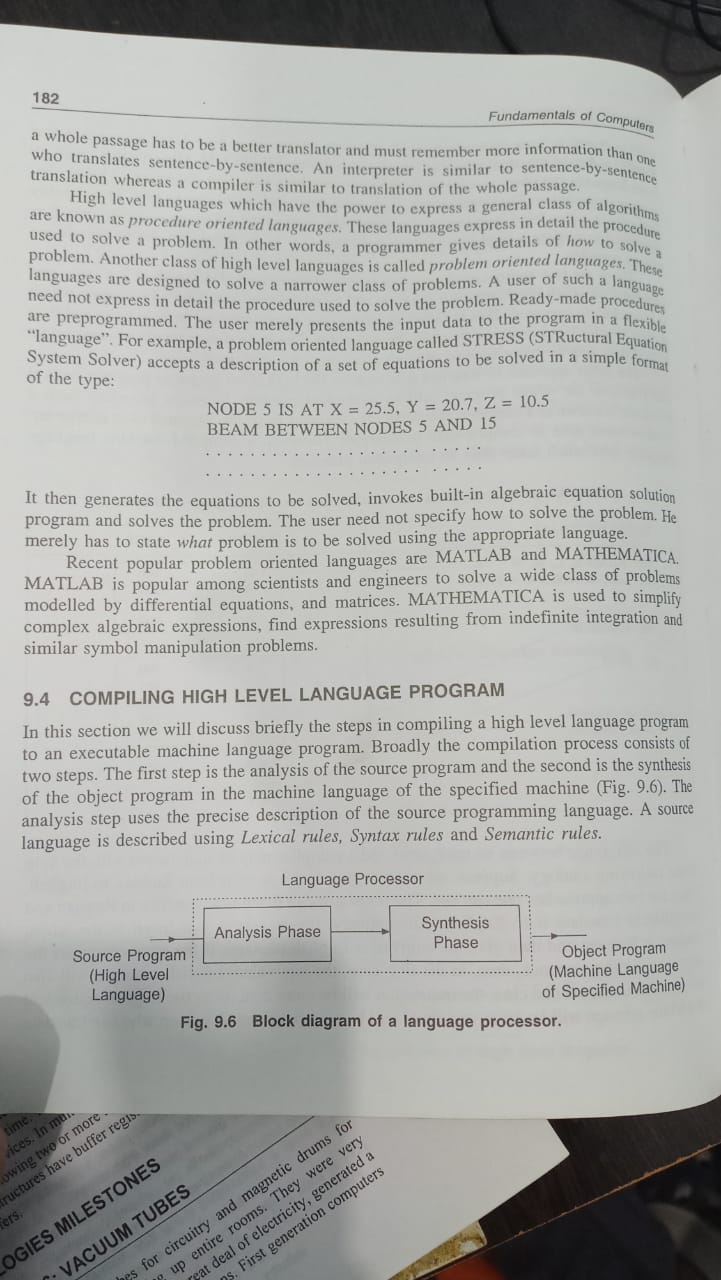 182
Fundamentals of Computers
a whole passage has to be a better translator and must remember more information than one
who translates sentence-by-sentence. An interpreter is similar to sentence-by-sentence
translation whereas a compiler is similar to translation of the whole passage.
High level languages which have the power to express a general class of algorithms
are known as procedure oriented languages. These languages express in detail the procedure
used to solve a problem. In other words, a programmer gives details of how to solve a
problem. Another class of high level languages is called problem oriented languages. These
languages are designed to solve a narrower class of problems. A user of such a language
need not express in detail the procedure used to solve the problem. Ready-made procedures
are preprogrammed. The user merely presents the input data to the program in a flexible
“language”. For example, a problem oriented language called STRESS (STRuctural Equation
System Solver) accepts a description of a set of equations to be solved in a simple format
of the type:
NODE 5 IS AT X = 25.5, Y = 20.7, Z = 10.5
BEAM BETWEEN NODES 5 AND 15
. . . . . . . . . . . . . . . . . . . . . . . . .
. . . . . . . . . . . . . . . . . . . . . . . . .
It then generates the equations to be solved, invokes built-in algebraic equation solution
program and solves the problem. The user need not specify how to solve the problem. He
merely has to state what problem is to be solved using the appropriate language.
Recent popular problem oriented languages are MATLAB and MATHEMATICA.
MATLAB is popular among scientists and engineers to solve a wide class of problems
modelled by differential equations, and matrices. MATHEMATICA is used to simplify
complex algebraic expressions, find expressions resulting from indefinite integration and
similar symbol manipulation problems.
9.4 COMPILING HIGH LEVEL LANGUAGE PROGRAM
In this section we will discuss briefly the steps in compiling a high level language program
to an executable machine language program. Broadly the compilation process consists of
two steps. The first step is the analysis of the source program and the second is the synthesis
of the object program in the machine language of the specified machine (Fig. 9.6). The
analysis step uses the precise description of the source programming language. A source
language is described using Lexical rules, Syntax rules and Semantic rules.
Language Processor
Analysis Phase
Synthesis
Phase
Source Program
(High Level
Language)
Object Program
(Machine Language
of Specified Machine)
Fig. 9.6 Block diagram of a language processor.
time.
vices. In
owing two or more
ructures have buffer
ers.
OGIES MILESTONES
VACUUM TUBES
es for circuitry and magnetic drums for
up entire rooms. They were very
eat deal of electricity, generated a
s. First generation computers